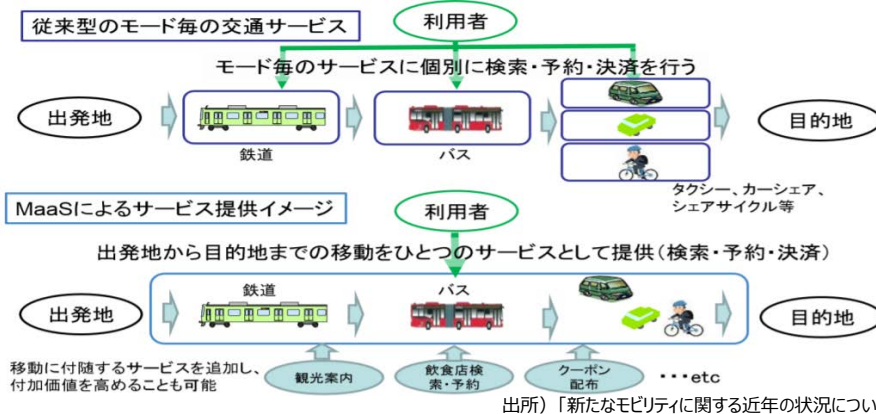 従来型のモード毎の交通サービス
利用者
モード毎のサービスに個別に検索・予約・決済を行う
出発地
目的地
鉄道
バス
タクシー、カーシェア、
シェアサイクル等
MaaSによるサービス提供イメージ
利用者
出発地から目的地までの移動をひとつのサービスとして提供(検索・予約・決済)
鉄道
バス
出発地
目的地
移動に付随するサービスを追加し、
付加価値を高めることも可能
観光案内
飲食店検
索・予約
クーポン
配布
・・・etc
出所)「新たなモビリティに関する近年の状況につい